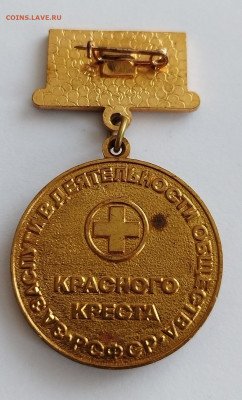 COINS.LAVE.RU
ЗА ЗАСЛУГИ В ДЕЯТЕЛЬНОСТИ ОБЩЕСТВА
КРАСНОГО
КРЕСТА
РСФСР